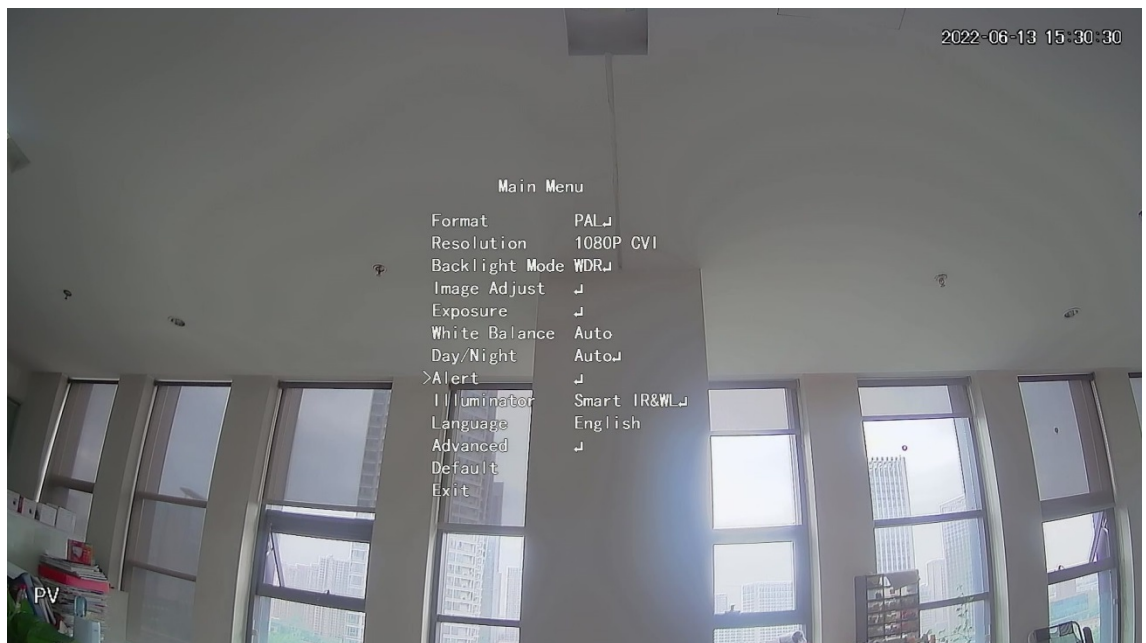 2022-06-13 15:30:30
Main Menu
Format PAL↵
Resolution 1080P CVI
Backlight Mode WDR↵
Image Adjust ↵
Exposure ↵
White Balance Auto
Day/Night Auto↵
>Alert ↵
Illuminator Smart IR&WL↵
Language English
Advanced ↵
Default
Exit
PV